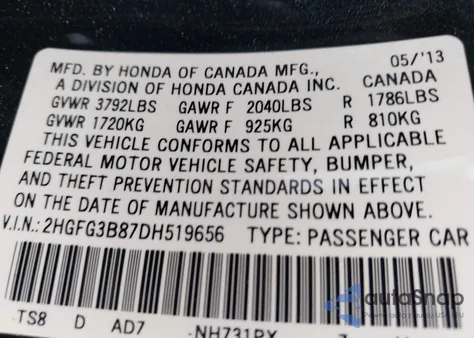 MFD. BY HONDA OF CANADA MFG., 05/'13
A DIVISION OF HONDA CANADA INC. CANADA
GVWR 3792LBS GAWR F 2040LBS R 1786LBS
GVWR 1720KG GAWR F 925KG R 810KG
THIS VEHICLE CONFORMS TO ALL APPLICABLE
FEDERAL MOTOR VEHICLE SAFETY, BUMPER,
AND THEFT PREVENTION STANDARDS IN EFFECT
ON THE DATE OF MANUFACTURE SHOWN ABOVE.
V.I.N.: 2HGFG3B87DH519656 TYPE: PASSENGER CAR
autoSnap
-TS8 D AD7 -NH731PX